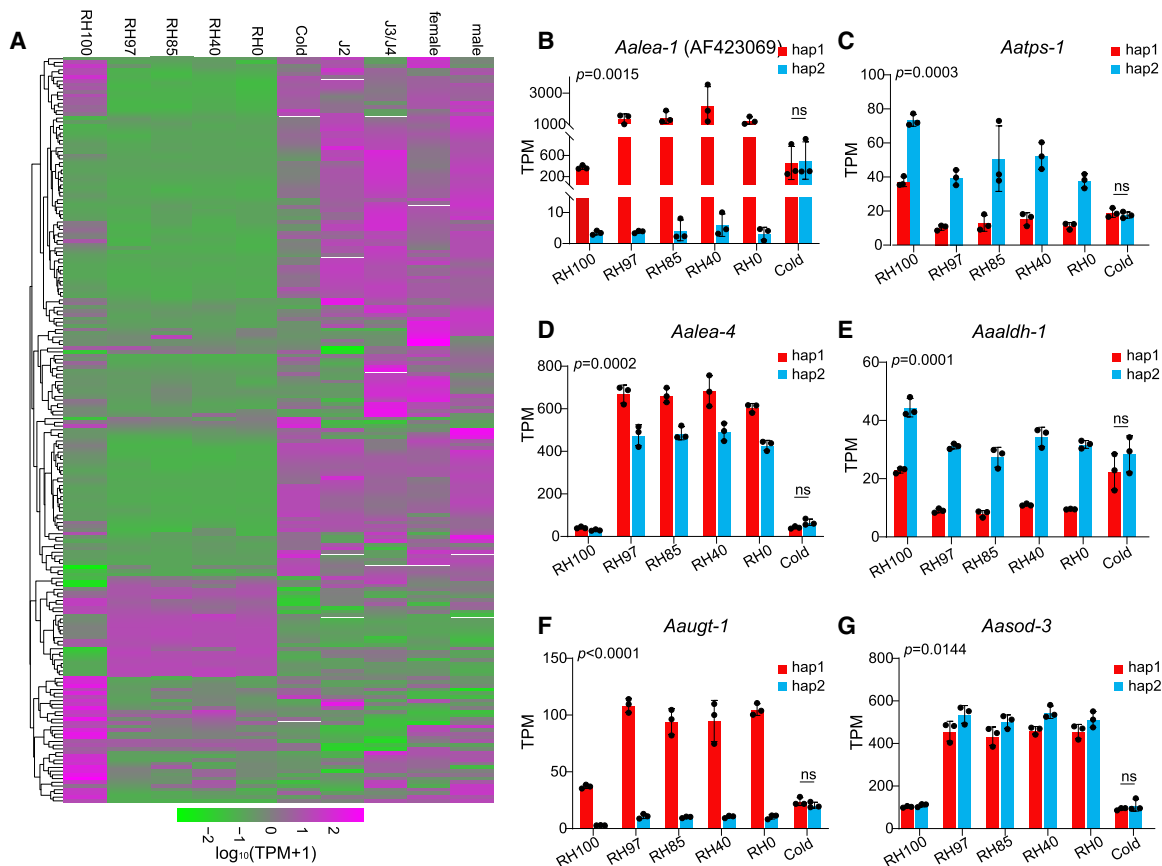 A
RH100
RH97
RH85
RH40
RH0
Cold
J2
J3/J4
female
male
−2
−1
0
1
2
log₁₀(TPM+1)
B
Aalea-1 (AF423069)
hap1
hap2
p=0.0015
3000
1000
600
200
10
0
TPM
ns
RH100
RH97
RH85
RH40
RH0
Cold
C
Aatps-1
hap1
hap2
p=0.0003
100
80
60
40
20
0
TPM
ns
RH100
RH97
RH85
RH40
RH0
Cold
D
Aalea-4
hap1
hap2
p=0.0002
800
600
400
200
0
TPM
ns
RH100
RH97
RH85
RH40
RH0
Cold
E
Aaaldh-1
hap1
hap2
p=0.0001
60
40
20
0
TPM
ns
RH100
RH97
RH85
RH40
RH0
Cold
F
Aaugt-1
hap1
hap2
p<0.0001
150
100
50
0
TPM
ns
RH100
RH97
RH85
RH40
RH0
Cold
G
Aasod-3
hap1
hap2
p=0.0144
800
600
400
200
0
TPM
ns
RH100
RH97
RH85
RH40
RH0
Cold